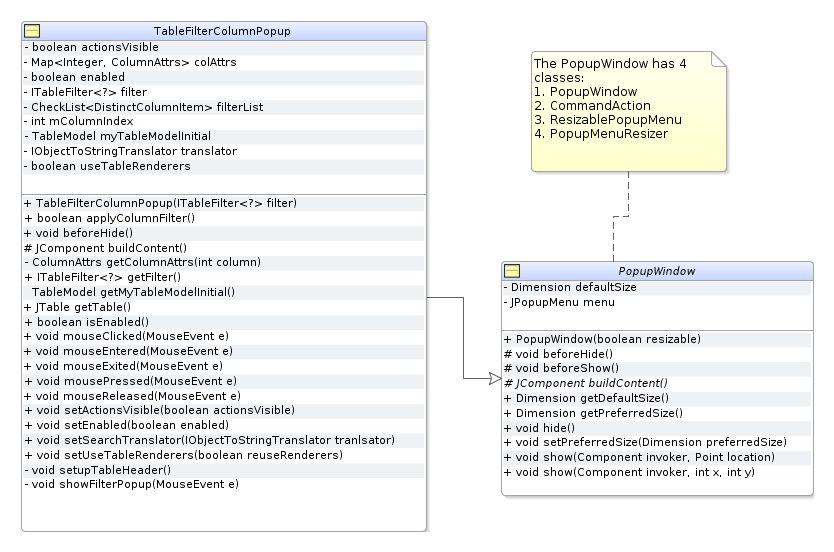 TableFilterColumnPopup
- boolean actionsVisible
- Map<Integer, ColumnAttrs> colAttrs
- boolean enabled
- ITableFilter<?> filter
- CheckList<DistinctColumnItem> filterList
- int mColumnIndex
- TableModel myTableModelInitial
- IObjectToStringTranslator translator
- boolean useTableRenderers
+ TableFilterColumnPopup(ITableFilter<?> filter)
+ boolean applyColumnFilter()
+ void beforeHide()
# JComponent buildContent()
- ColumnAttrs getColumnAttrs(int column)
+ ITableFilter<?> getFilter()
TableModel getMyTableModelInitial()
+ JTable getTable()
+ boolean isEnabled()
+ void mouseClicked(MouseEvent e)
+ void mouseEntered(MouseEvent e)
+ void mouseExited(MouseEvent e)
+ void mousePressed(MouseEvent e)
+ void mouseReleased(MouseEvent e)
+ void setActionsVisible(boolean actionsVisible)
+ void setEnabled(boolean enabled)
+ void setSearchTranslator(IObjectToStringTranslator tranlsator)
+ void setUseTableRenderers(boolean reuseRenderers)
- void setupTableHeader()
- void showFilterPopup(MouseEvent e)
The PopupWindow has 4
classes:
1. PopupWindow
2. CommandAction
3. ResizablePopupMenu
4. PopupMenuResizer
PopupWindow
- Dimension defaultSize
- JPopupMenu menu
+ PopupWindow(boolean resizable)
# void beforeHide()
# void beforeShow()
# JComponent buildContent()
+ Dimension getDefaultSize()
+ Dimension getPreferredSize()
+ void hide()
+ void setPreferredSize(Dimension preferredSize)
+ void show(Component invoker, Point location)
+ void show(Component invoker, int x, int y)